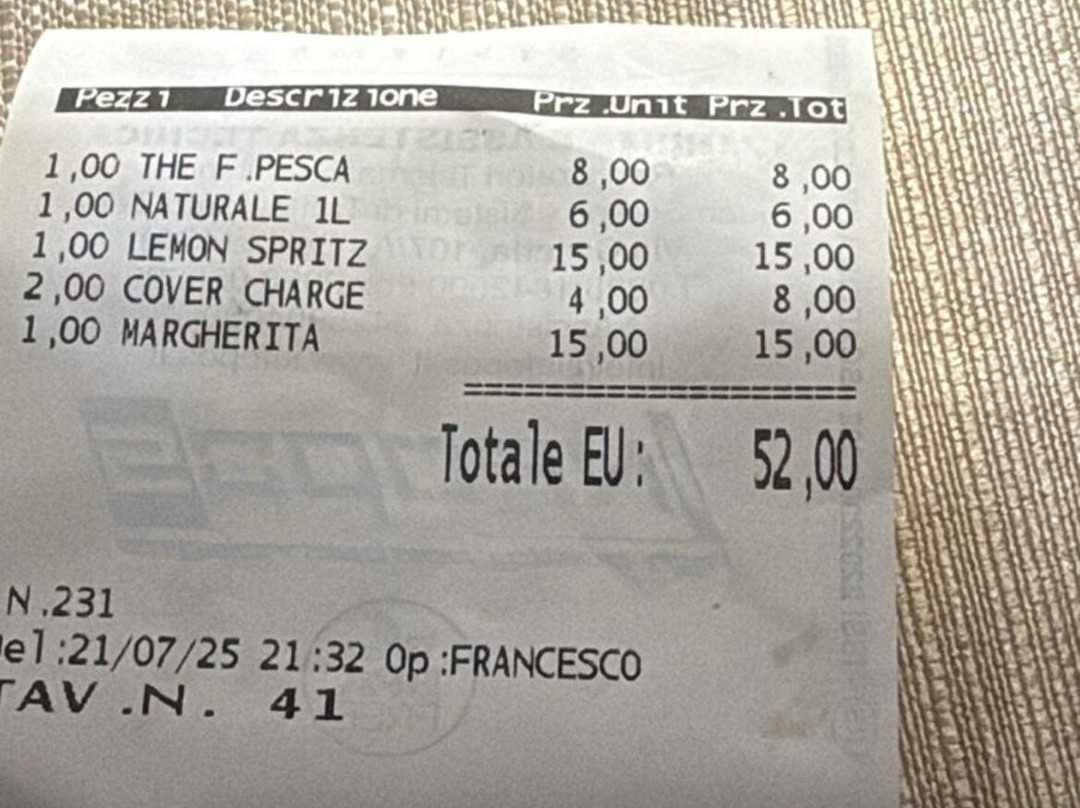 Pezzi Descrizione Prz.Unit Prz.Tot
1,00 THE F.PESCA 8,00 8,00
1,00 NATURALE 1L 6,00 6,00
1,00 LEMON SPRITZ 15,00 15,00
2,00 COVER CHARGE 4,00 8,00
1,00 MARGHERITA 15,00 15,00
===================
Totale EU: 52,00
N.231
el:21/07/25 21:32 Op:FRANCESCO
TAV.N. 41